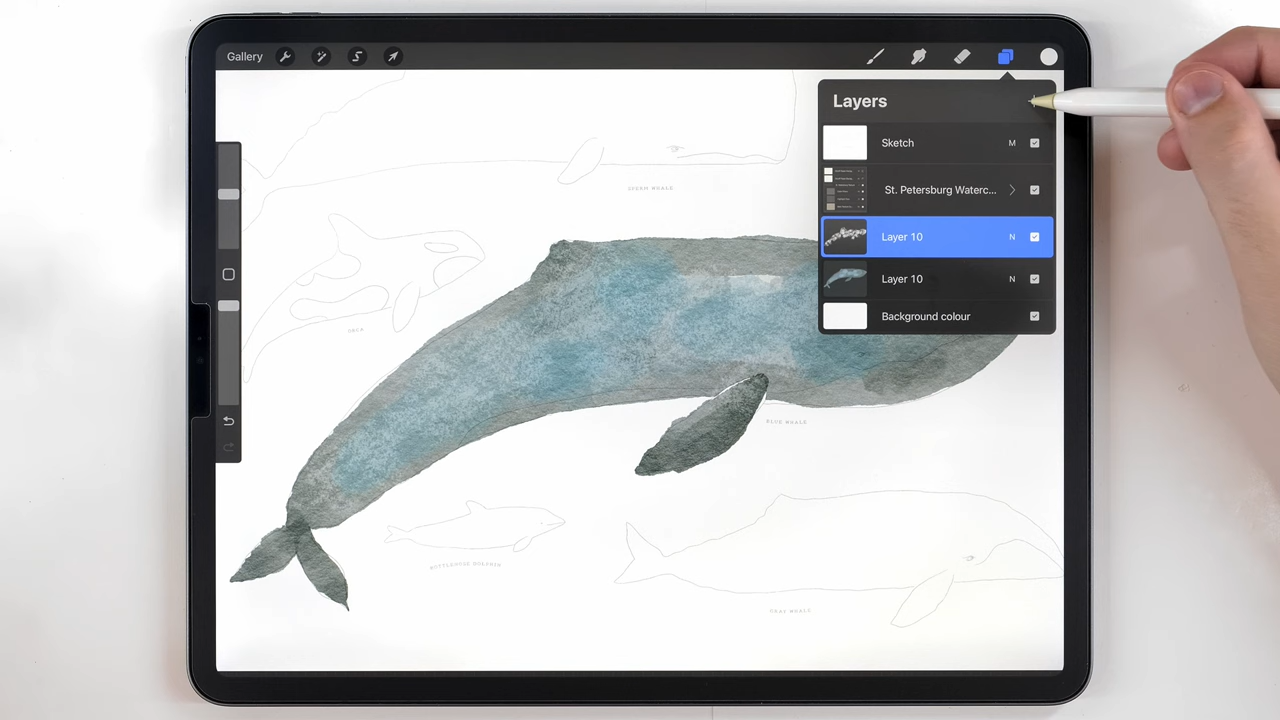 Gallery
Layers
Sketch M
St. Petersburg Waterc...
Layer 10 N
Layer 10 N
Background colour
SPERM WHALE
ORCA
BLUE WHALE
BOTTLENOSE DOLPHIN
GRAY WHALE